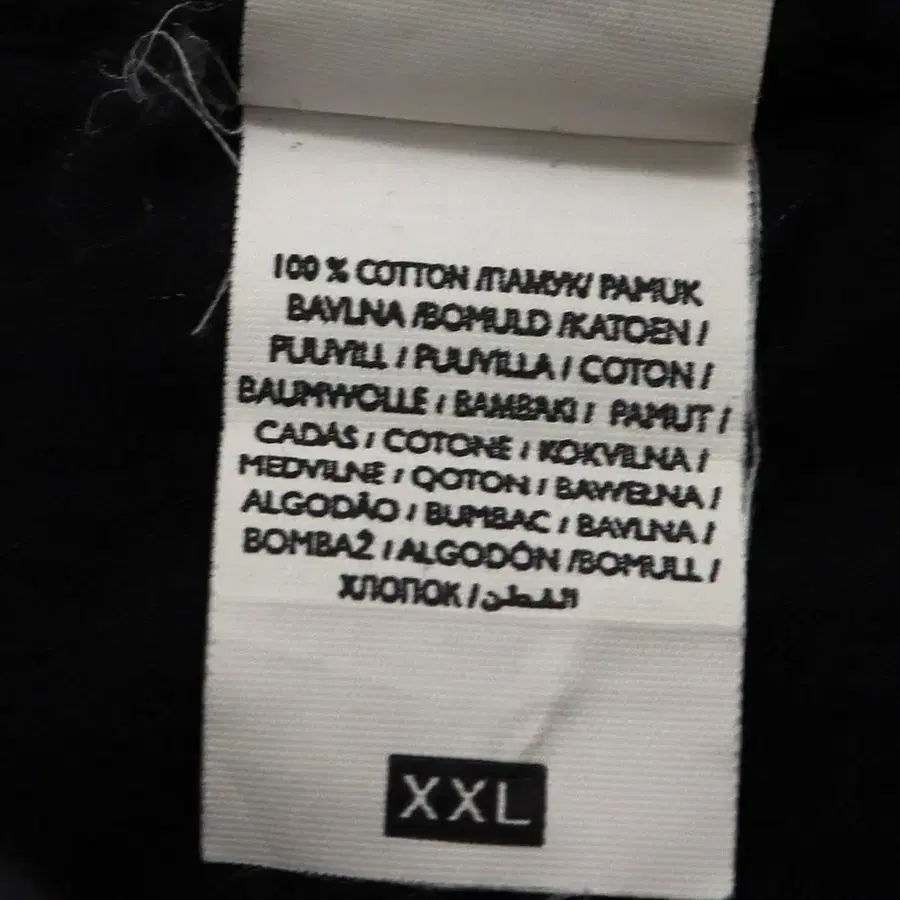 100 % COTTON /ПАМУК/ PAMUK
BAVLNA /BOMULD /KATOEN /
PUUVILL / PUUVILLA / COTON /
BAUMWOLLE / BAMBAKI / PAMUT /
CADÁS / COTONE / KOKVILNA /
MEDVILNE / QOTON / BAWEŁNA /
ALGODÃO / BUMBAC / BAVLNA /
BOMBAŽ / ALGODÓN /BOMULL /
ХЛОПОК / القطن
XXL